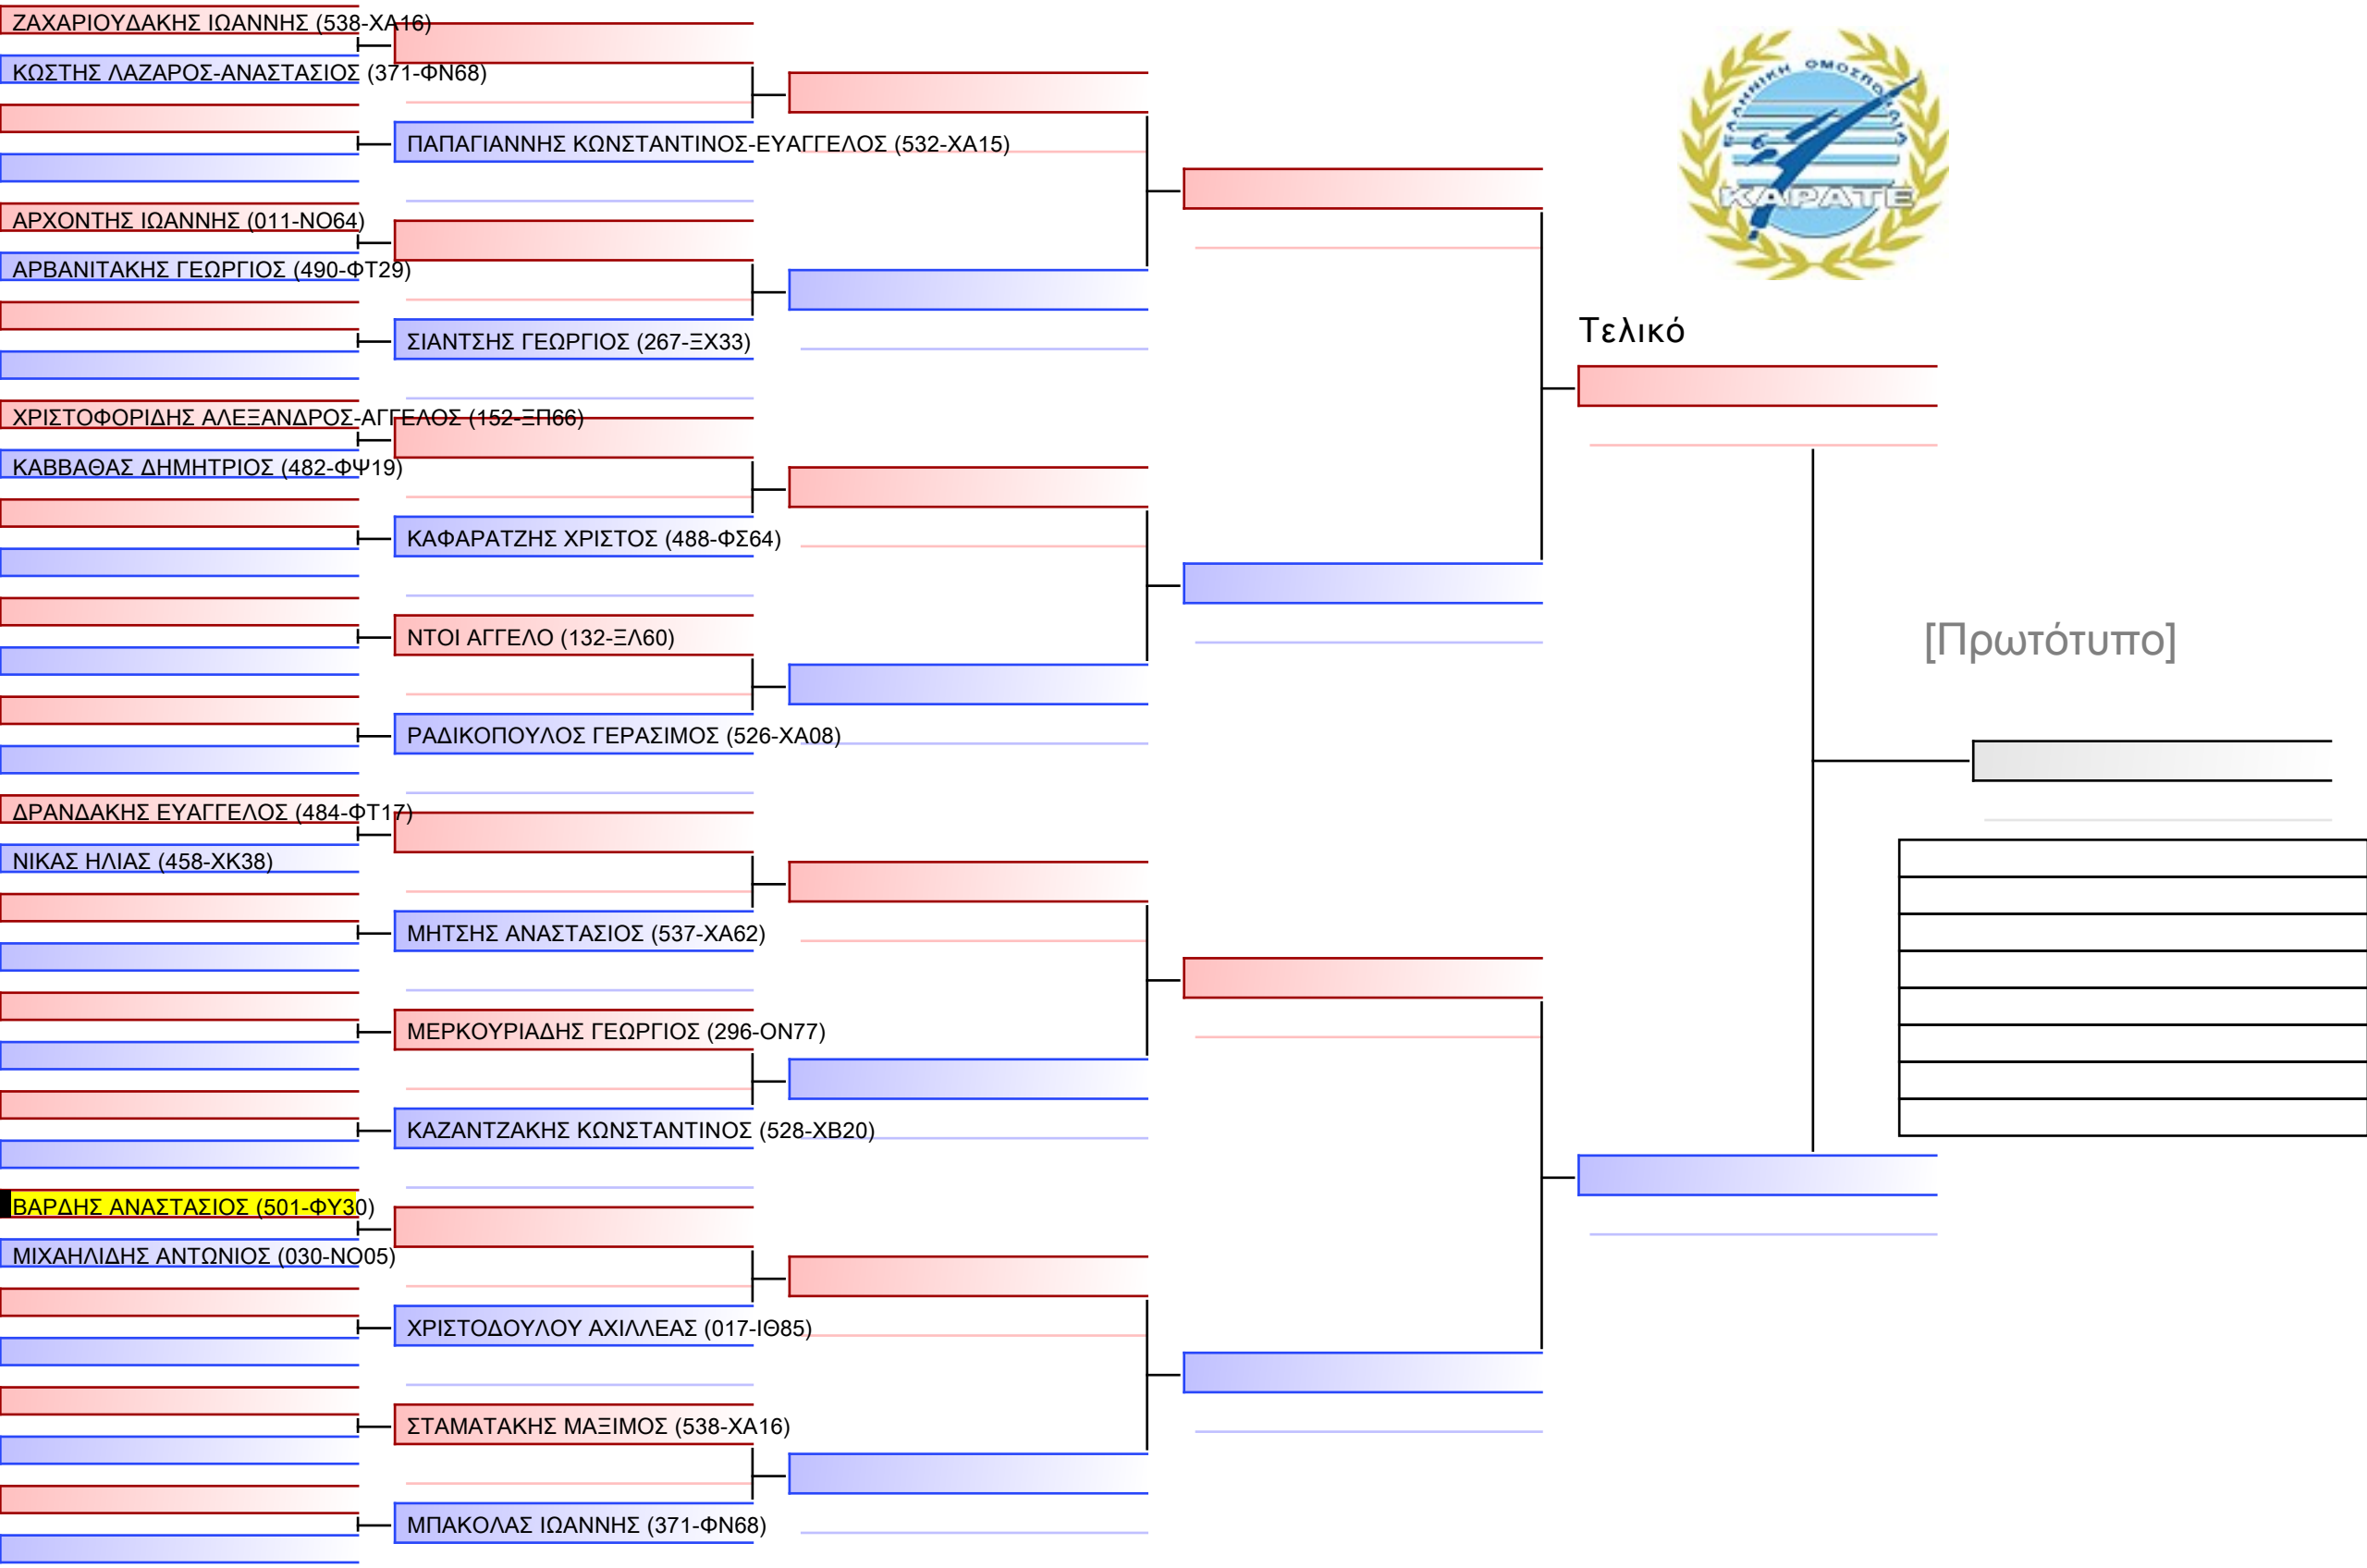 ΖΑΧΑΡΙΟΥΔΑΚΗΣ ΙΩΑΝΝΗΣ (538-ΧΑ16)
ΚΩΣΤΗΣ ΛΑΖΑΡΟΣ-ΑΝΑΣΤΑΣΙΟΣ (371-ΦΝ68)
ΠΑΠΑΓΙΑΝΝΗΣ ΚΩΝΣΤΑΝΤΙΝΟΣ-ΕΥΑΓΓΕΛΟΣ (532-ΧΑ15)
ΑΡΧΟΝΤΗΣ ΙΩΑΝΝΗΣ (011-ΝΟ64)
ΑΡΒΑΝΙΤΑΚΗΣ ΓΕΩΡΓΙΟΣ (490-ΦΤ29)
ΣΙΑΝΤΣΗΣ ΓΕΩΡΓΙΟΣ (267-ΞΧ33)
ΧΡΙΣΤΟΦΟΡΙΔΗΣ ΑΛΕΞΑΝΔΡΟΣ-ΑΓΓΕΛΟΣ (152-ΞΠ66)
ΚΑΒΒΑΘΑΣ ΔΗΜΗΤΡΙΟΣ (482-ΦΨ19)
ΚΑΦΑΡΑΤΖΗΣ ΧΡΙΣΤΟΣ (488-ΦΣ64)
ΝΤΟΙ ΑΓΓΕΛΟ (132-ΞΛ60)
ΡΑΔΙΚΟΠΟΥΛΟΣ ΓΕΡΑΣΙΜΟΣ (526-ΧΑ08)
ΔΡΑΝΔΑΚΗΣ ΕΥΑΓΓΕΛΟΣ (484-ΦΤ17)
ΝΙΚΑΣ ΗΛΙΑΣ (458-ΧΚ38)
ΜΗΤΣΗΣ ΑΝΑΣΤΑΣΙΟΣ (537-ΧΑ62)
ΜΕΡΚΟΥΡΙΑΔΗΣ ΓΕΩΡΓΙΟΣ (296-ΟΝ77)
ΚΑΖΑΝΤΖΑΚΗΣ ΚΩΝΣΤΑΝΤΙΝΟΣ (528-ΧΒ20)
ΒΑΡΔΗΣ ΑΝΑΣΤΑΣΙΟΣ (501-ΦΥ30)
ΜΙΧΑΗΛΙΔΗΣ ΑΝΤΩΝΙΟΣ (030-ΝΟ05)
ΧΡΙΣΤΟΔΟΥΛΟΥ ΑΧΙΛΛΕΑΣ (017-ΙΘ85)
ΣΤΑΜΑΤΑΚΗΣ ΜΑΞΙΜΟΣ (538-ΧΑ16)
ΜΠΑΚΟΛΑΣ ΙΩΑΝΝΗΣ (371-ΦΝ68)
ΕΛΛΗΝΙΚΗ ΟΜΟΣΠΟΝΔΙΑ
ΚΑΡΑΤΕ
Τελικό
[Πρωτότυπο]